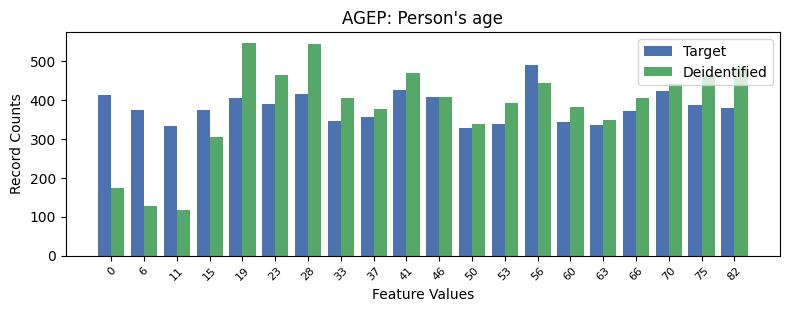 AGEP: Person's age
Target
Deidentified
Record Counts
500
400
300
200
100
0
0 6 11 15 19 23 28 33 37 41 46 50 53 56 60 63 66 70 75 82
Feature Values